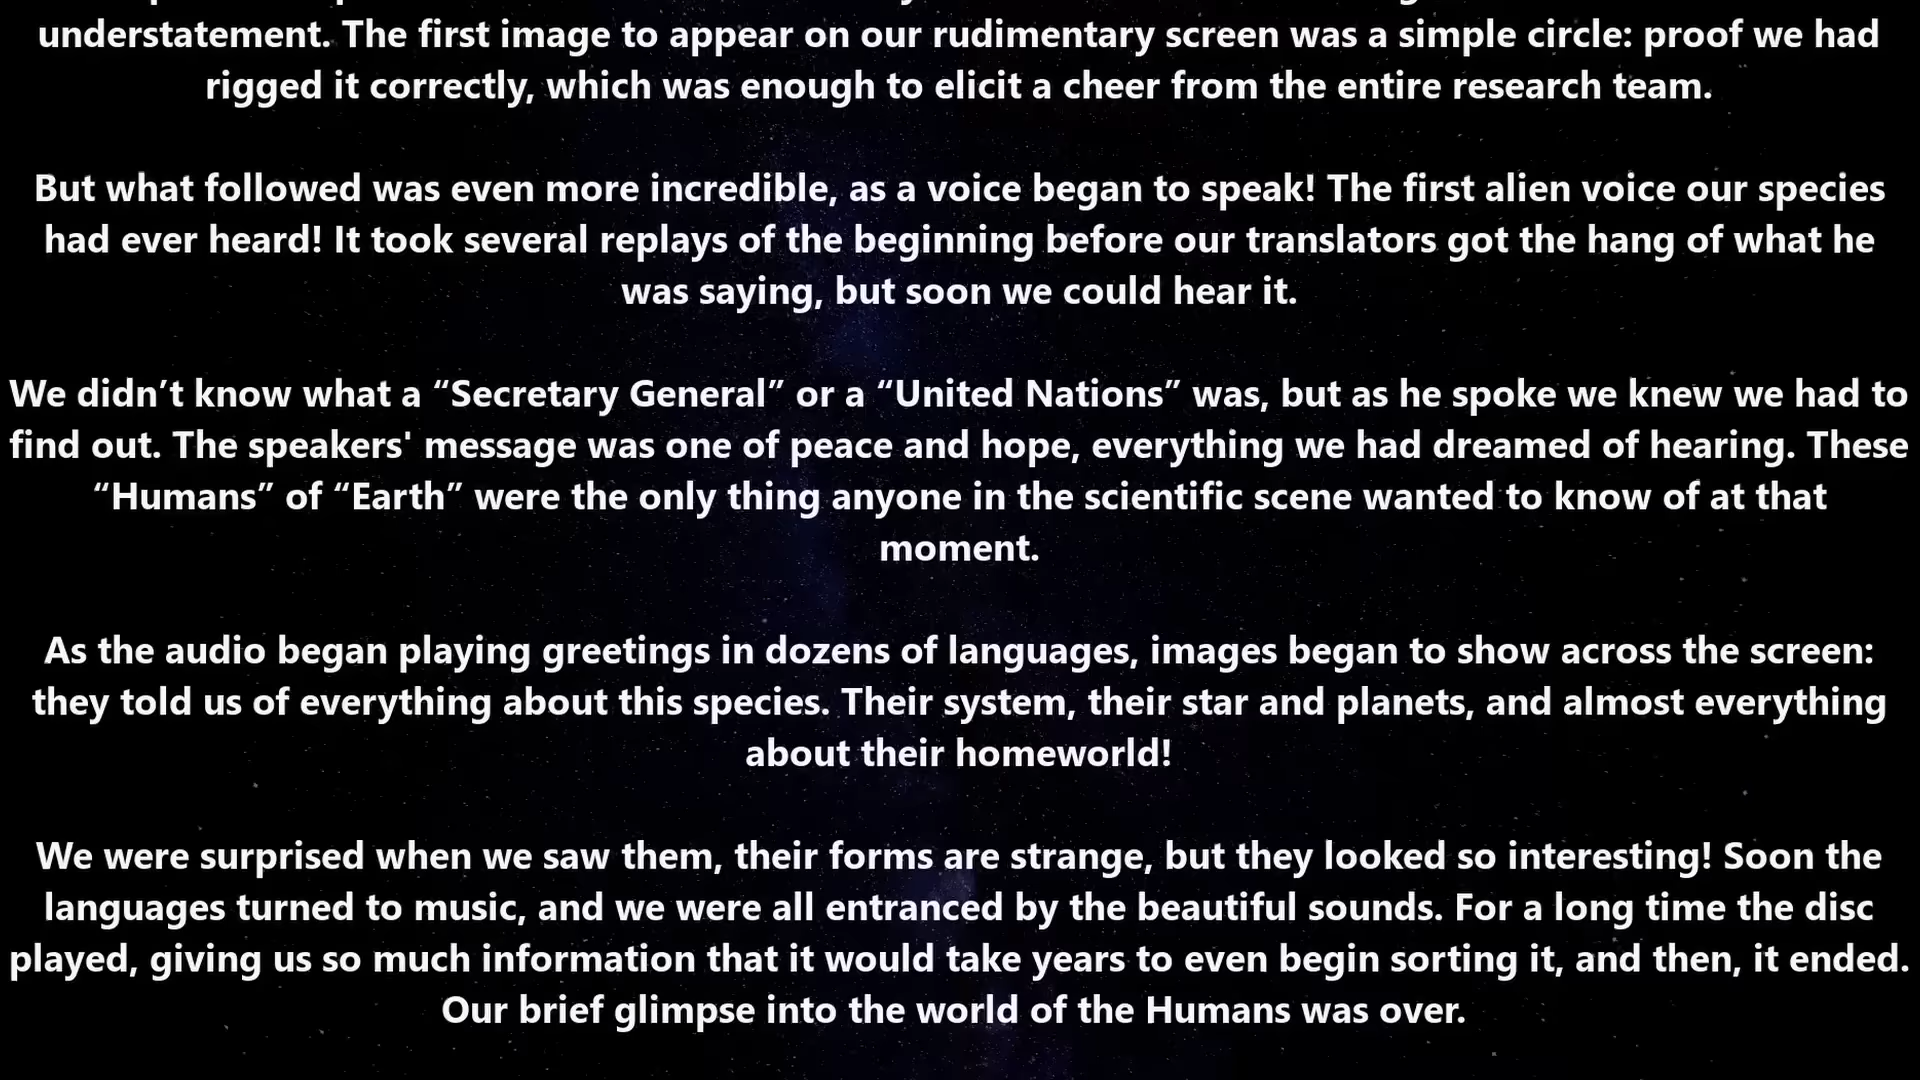 understatement. The first image to appear on our rudimentary screen was a simple circle: proof we had
rigged it correctly, which was enough to elicit a cheer from the entire research team.
But what followed was even more incredible, as a voice began to speak! The first alien voice our species
had ever heard! It took several replays of the beginning before our translators got the hang of what he
was saying, but soon we could hear it.
We didn’t know what a “Secretary General” or a “United Nations” was, but as he spoke we knew we had to
find out. The speakers' message was one of peace and hope, everything we had dreamed of hearing. These
“Humans” of “Earth” were the only thing anyone in the scientific scene wanted to know of at that
moment.
As the audio began playing greetings in dozens of languages, images began to show across the screen:
they told us of everything about this species. Their system, their star and planets, and almost everything
about their homeworld!
We were surprised when we saw them, their forms are strange, but they looked so interesting! Soon the
languages turned to music, and we were all entranced by the beautiful sounds. For a long time the disc
played, giving us so much information that it would take years to even begin sorting it, and then, it ended.
Our brief glimpse into the world of the Humans was over.